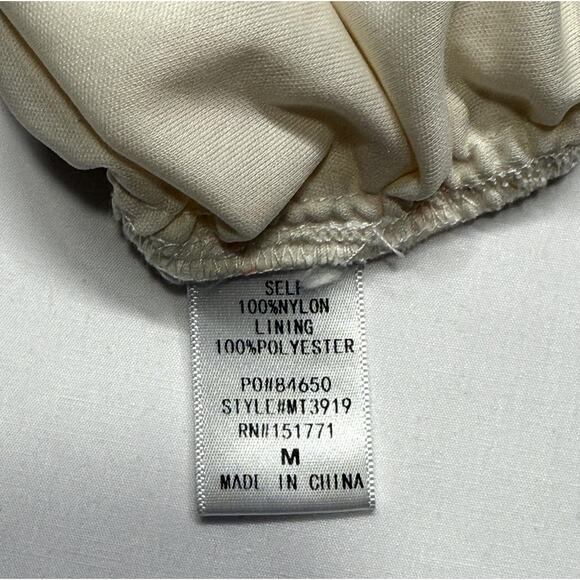 SELF
100%NYLON
LINING
100%POLYESTER
PO#84650
STYLE#MT3919
RN#151771
M
MADE IN CHINA